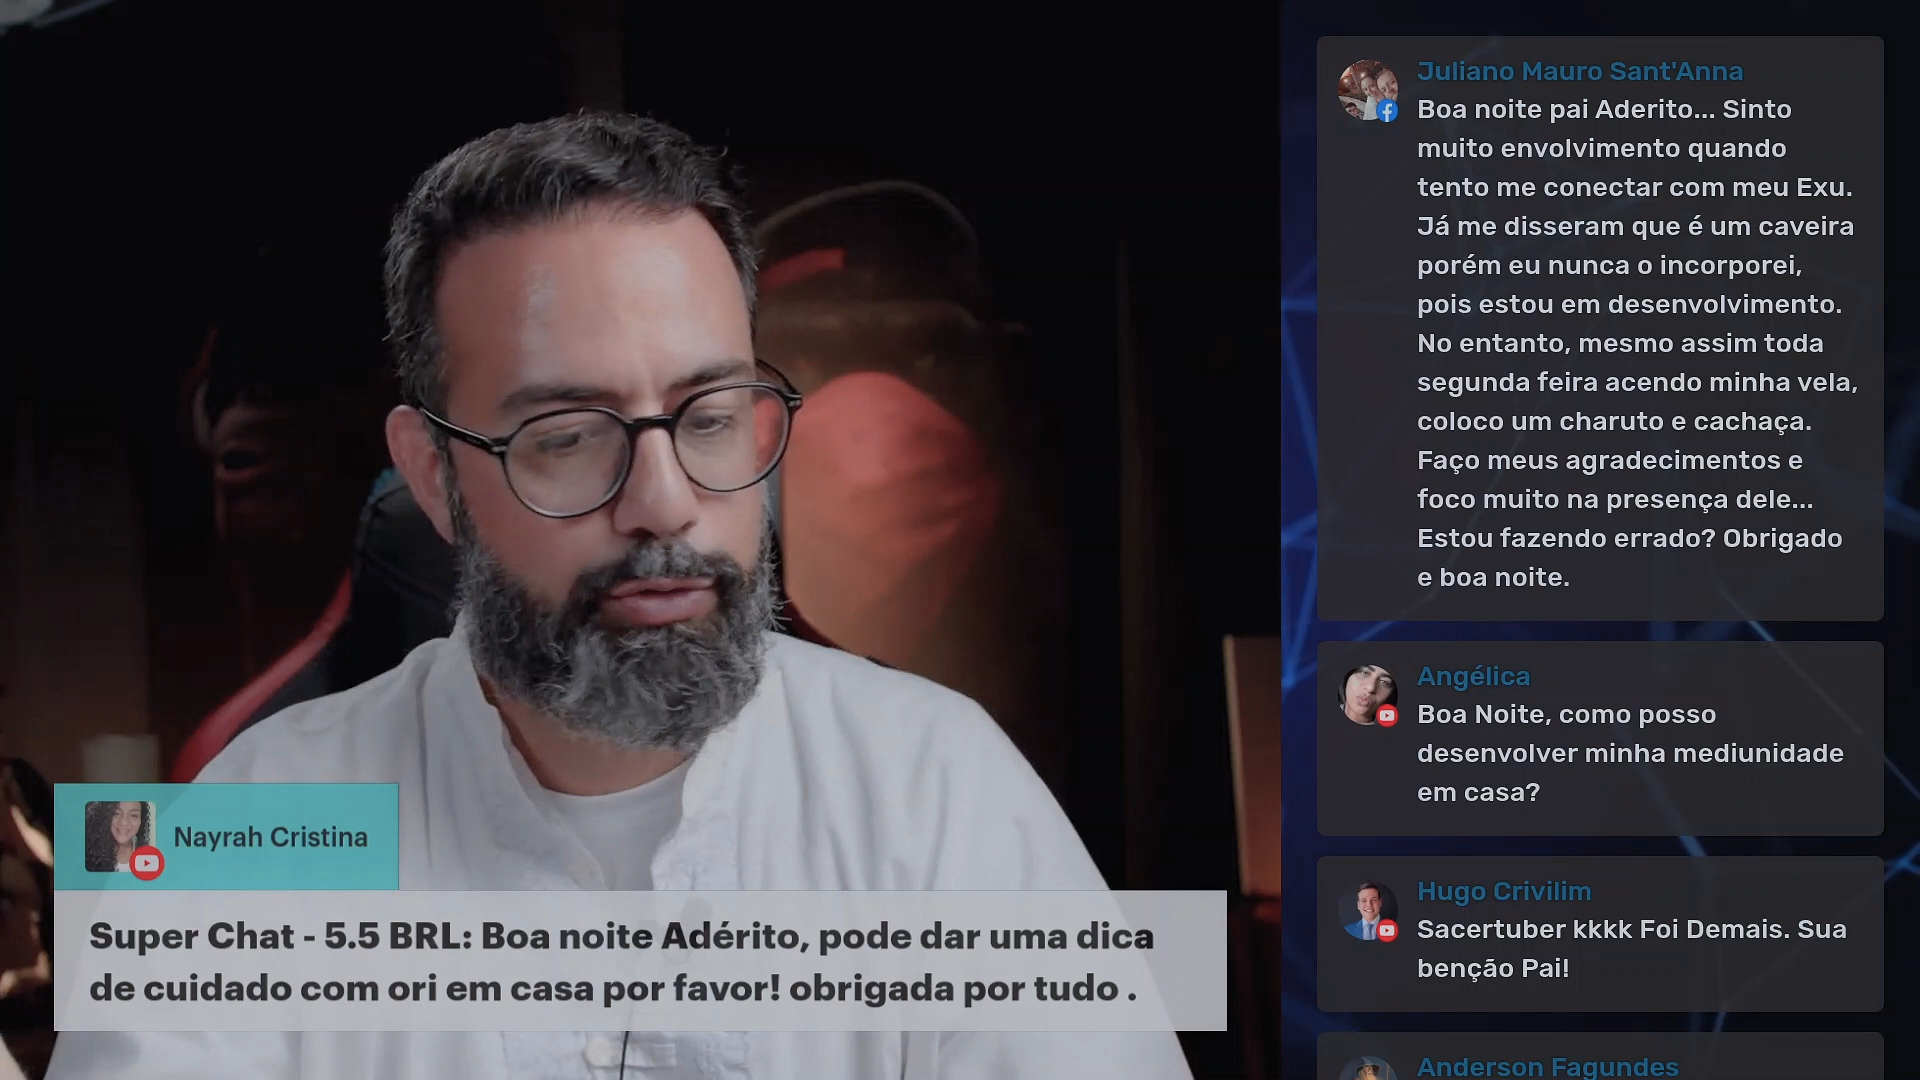 Nayrah Cristina
Super Chat - 5.5 BRL: Boa noite Adérito, pode dar uma dica
de cuidado com ori em casa por favor! obrigada por tudo .
Juliano Mauro Sant'Anna
Boa noite pai Aderito... Sinto
muito envolvimento quando
tento me conectar com meu Exu.
Já me disseram que é um caveira
porém eu nunca o incorporei,
pois estou em desenvolvimento.
No entanto, mesmo assim toda
segunda feira acendo minha vela,
coloco um charuto e cachaça.
Faço meus agradecimentos e
foco muito na presença dele...
Estou fazendo errado? Obrigado
e boa noite.
Angélica
Boa Noite, como posso
desenvolver minha mediunidade
em casa?
Hugo Crivilim
Sacertuber kkkk Foi Demais. Sua
benção Pai!
Anderson Fagundes